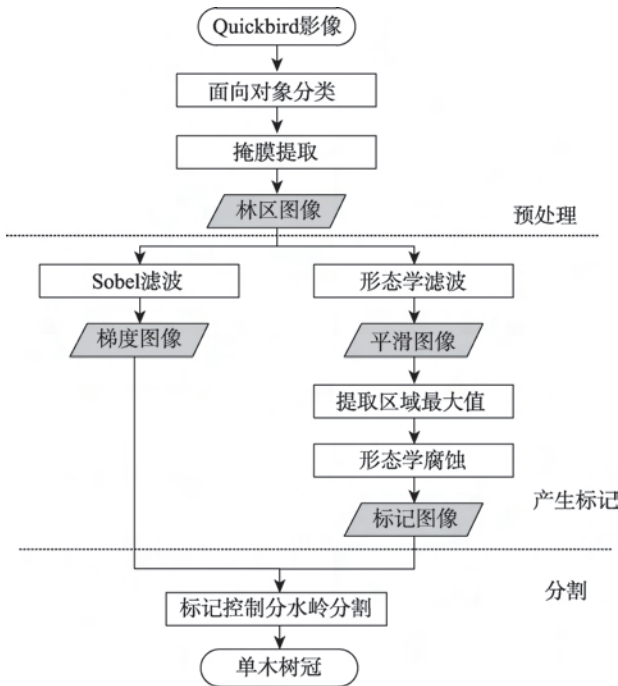 Quickbird影像
面向对象分类
掩膜提取
林区图像
预处理
Sobel滤波
形态学滤波
梯度图像
平滑图像
提取区域最大值
形态学腐蚀
产生标记
标记图像
分割
标记控制分水岭分割
单木树冠